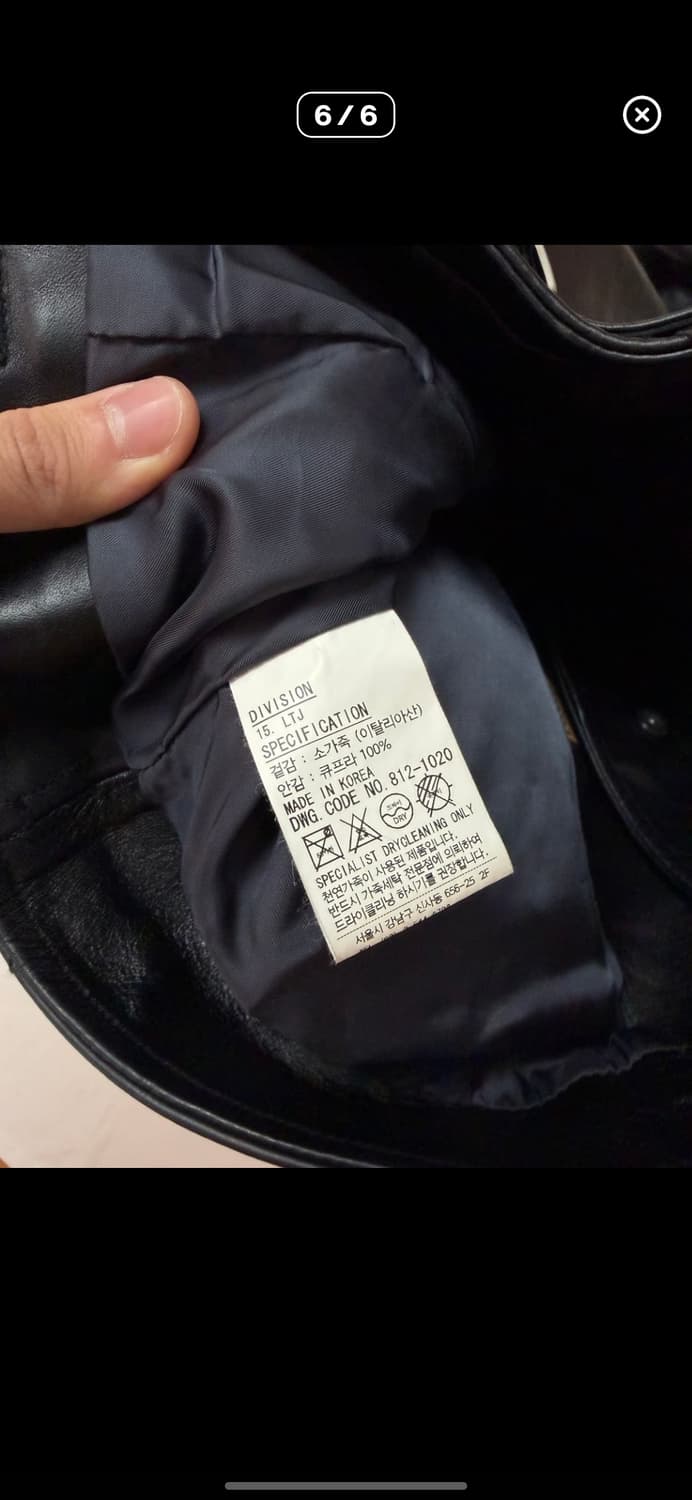 6/6
DIVISION
15. LTJ
SPECIFICATION
겉감 : 소가죽 (이탈리아산)
안감 : 큐프라 100%
MADE IN KOREA
DWG. CODE NO. 812-1020
드라이
DRY
SPECIALIST DRYCLEANING ONLY
천연가죽이 사용된 제품입니다.
반드시 가죽세탁 전문점에 의뢰하여
드라이클리닝 하시기를 권장합니다.
서울시 강남구 신사동 656-25 2F